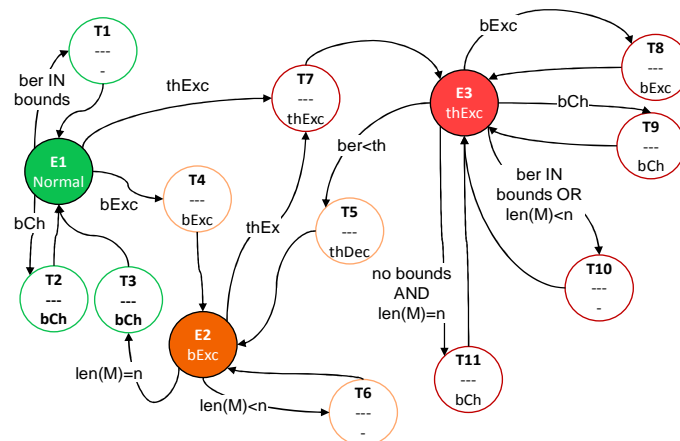 T1
---
-
ber IN
bounds
E1
Normal
bCh
T2
---
bCh
T3
---
bCh
thExc
bExc
T4
---
bExc
E2
bExc
len(M)=n
len(M)<n
T6
---
-
thEx
T7
---
thExc
ber<th
T5
---
thDec
E3
thExc
bExc
T8
---
bExc
bCh
T9
---
bCh
ber IN
bounds OR
len(M)<n
T10
---
-
no bounds
AND
len(M)=n
T11
---
bCh